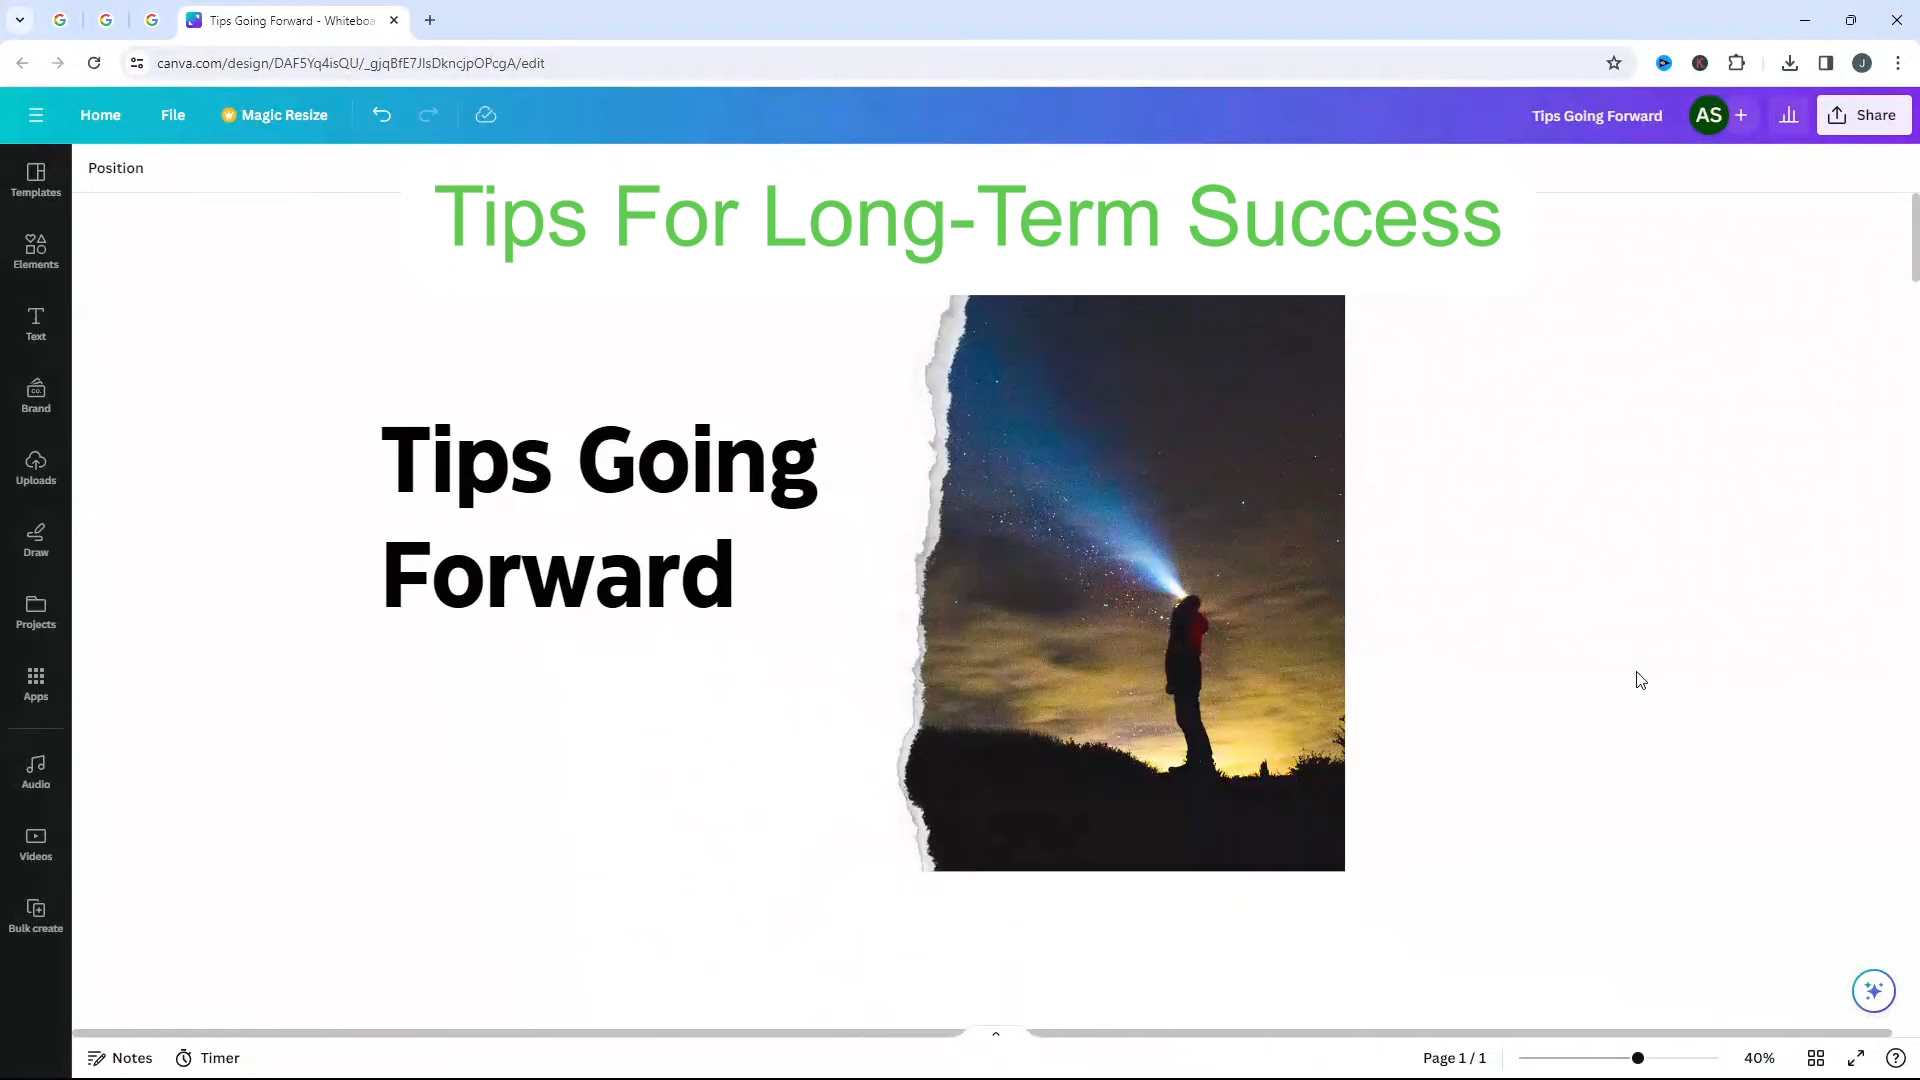 Tips Going Forward - Whiteboa
canva.com/design/DAF5Yq4isQU/_gjqBfE7JIsDkncjpOPcgA/edit
Home File Magic Resize Tips Going Forward AS Share
Position
Templates
Elements
Text
CO.
Brand
Uploads
Draw
Projects
Apps
Audio
Videos
Bulk create
Tips For Long-Term Success
Tips Going
Forward
Notes Timer Page 1 / 1 40%